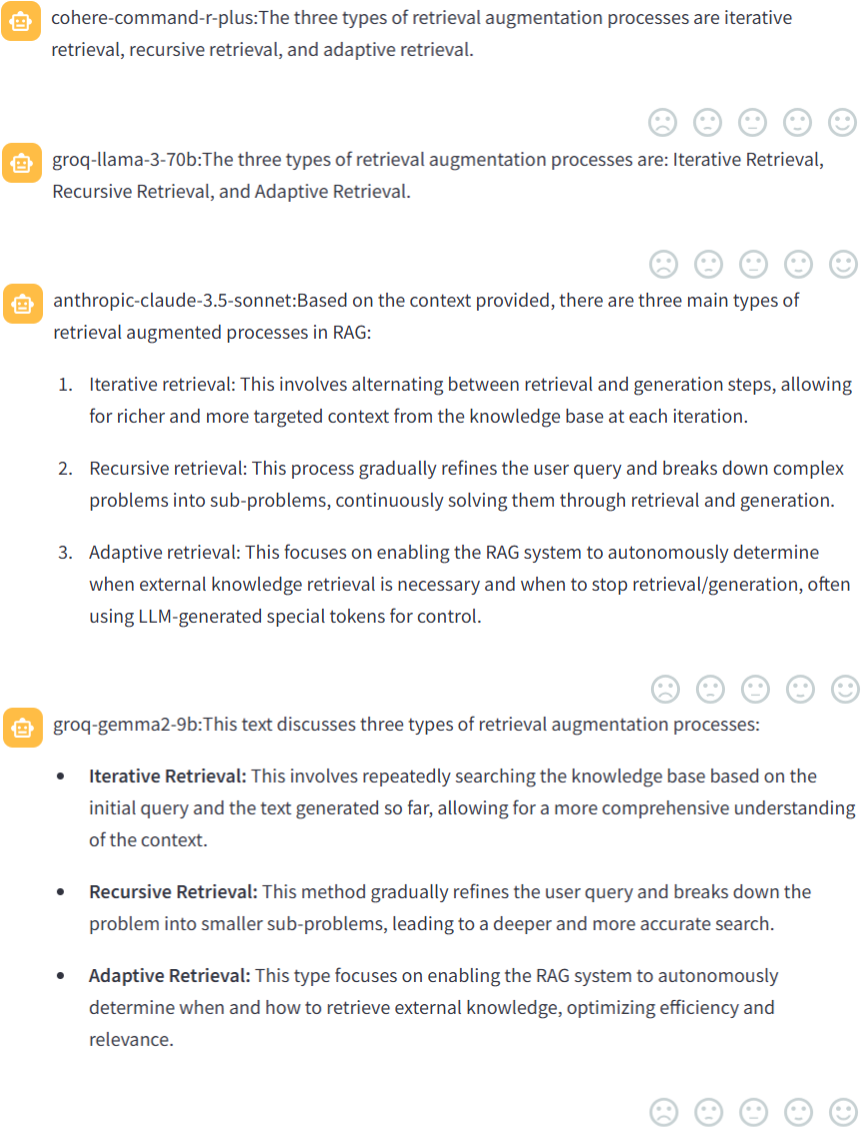 cohere-command-r-plus:The three types of retrieval augmentation processes are iterative
retrieval, recursive retrieval, and adaptive retrieval.
groq-llama-3-70b:The three types of retrieval augmentation processes are: Iterative Retrieval,
Recursive Retrieval, and Adaptive Retrieval.
anthropic-claude-3.5-sonnet:Based on the context provided, there are three main types of
retrieval augmented processes in RAG:
1. Iterative retrieval: This involves alternating between retrieval and generation steps, allowing
for richer and more targeted context from the knowledge base at each iteration.
2. Recursive retrieval: This process gradually refines the user query and breaks down complex
problems into sub-problems, continuously solving them through retrieval and generation.
3. Adaptive retrieval: This focuses on enabling the RAG system to autonomously determine
when external knowledge retrieval is necessary and when to stop retrieval/generation, often
using LLM-generated special tokens for control.
groq-gemma2-9b:This text discusses three types of retrieval augmentation processes:
• Iterative Retrieval: This involves repeatedly searching the knowledge base based on the
initial query and the text generated so far, allowing for a more comprehensive understanding
of the context.
• Recursive Retrieval: This method gradually refines the user query and breaks down the
problem into smaller sub-problems, leading to a deeper and more accurate search.
• Adaptive Retrieval: This type focuses on enabling the RAG system to autonomously
determine when and how to retrieve external knowledge, optimizing efficiency and
relevance.